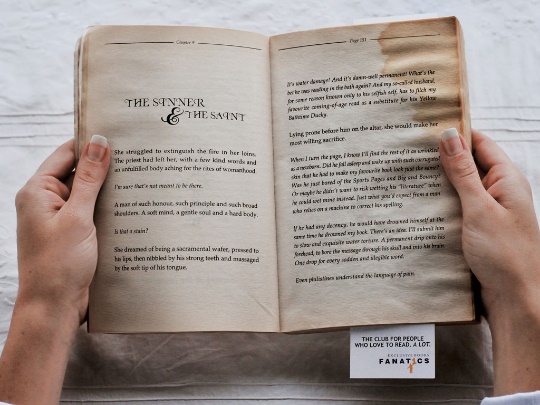 Chapter 9
THE SINNER
& THE SAINT
She struggled to extinguish the fire in her loins.
The priest had left her, with a few kind words and
an unfulfilled body aching for the rites of womanhood
I'm sure that's not meant to be there.
A man of such honour, such principle and such broad
shoulders. A soft mind, a gentle soul and a hard body.
Is that a stain?
She dreamed of being a sacramental water, pressed to
his lips, then nibbled by his strong teeth and massaged
by the soft tip of his tongue.
Page 181
It's water damage! And it's damn-well permanent! What's the
bet he was reading in the bath again? And my so-called husband,
for some reason known only to his selfish self, has to filch my
favourite coming-of-age read as a substitute for his Yellow
Bathtime Ducky.
Lying prone before him on the altar, she would make her
most willing sacrifice.
When I turn the page, I know I'll find the rest of it as wrinkled
as a newborn. Did he fall asleep and wake up with such corrugated
skin that he had to make my favourite book look just the same?
Was he just bored of the Sports Pages and Big and Bouncy?
Or maybe he didn't want to risk wetting his "literature" when
he could wet mine instead. Just what you'd expect from a man
who relies on a machine to correct his spelling.
If he had any decency, he would have drowned himself at the
same time he drowned my book. There's an idea. I'll submit him
to slow and exquisite water torture. A permanent drip onto his
forehead, to bore the message through his skull and into his brain
One drop for every sodden and illegible word.
Even philistines understand the language of pain.
THE CLUB FOR PEOPLE
WHO LOVE TO READ. A LOT.
EXCLUSIVE BOOKS
FANATICS